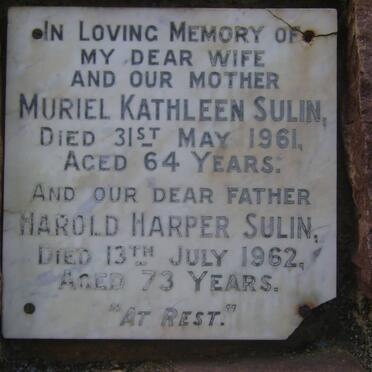 IN LOVING MEMORY OF
MY DEAR WIFE
AND OUR MOTHER
MURIEL KATHLEEN SULIN,
DIED 31ST MAY 1961,
AGED 64 YEARS.
AND OUR DEAR FATHER
HAROLD HARPER SULIN,
DIED 13TH JULY 1962,
AGED 73 YEARS.
"AT REST."